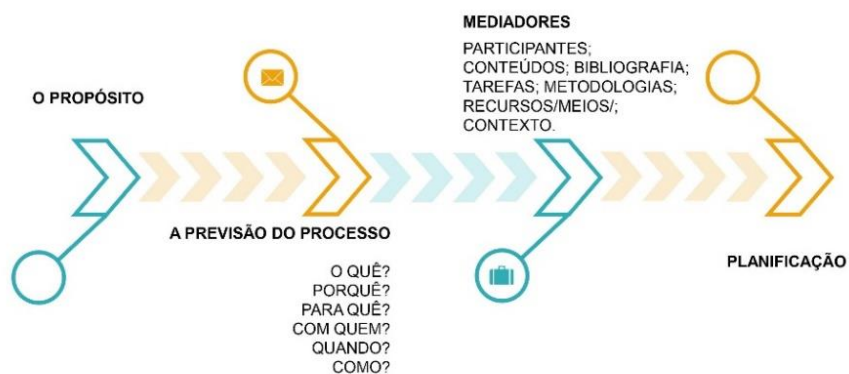 O PROPÓSITO
A PREVISÃO DO PROCESSO
O QUÊ?
PORQUÊ?
PARA QUÊ?
COM QUEM?
QUANDO?
COMO?
MEDIADORES
PARTICIPANTES;
CONTEÚDOS; BIBLIOGRAFIA;
TAREFAS; METODOLOGIAS;
RECURSOS/MEIOS/;
CONTEXTO.
PLANIFICAÇÃO